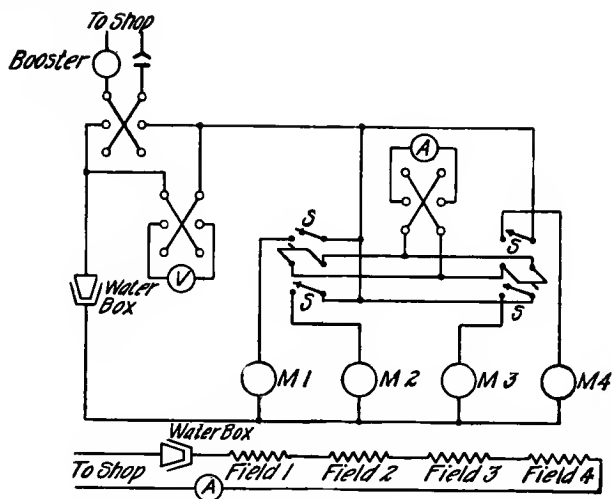 To Shop
Booster
A
S
S
V
S
S
Water
Box
M 1
M 2
M 3
M4
Water Box
To Shop
A
Field 1
Field 2
Field 3
Field 4